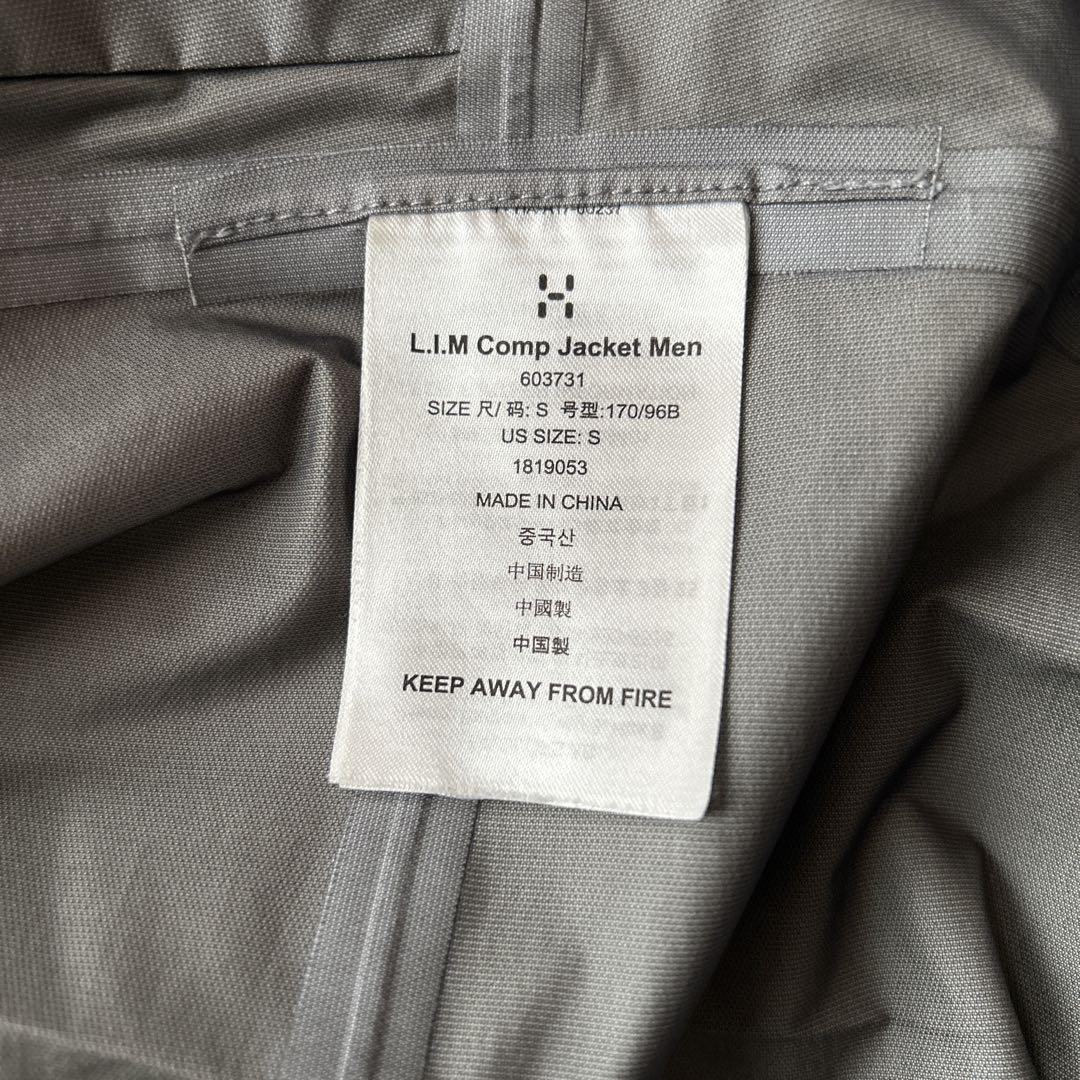 L.I.M Comp Jacket Men
603731
SIZE 尺/ 码: S 号型:170/96B
US SIZE: S
1819053
MADE IN CHINA
중국산
中国制造
中國製
中国製
KEEP AWAY FROM FIRE